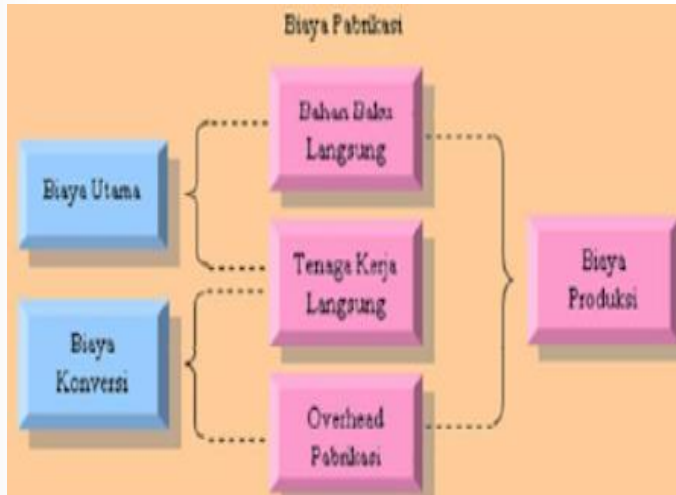 Biaya Pabrikasi
Bahan Baku
Langsung
Biaya Utama
Tenaga Kerja
Langsung
Biaya
Produksi
Biaya
Konversi
Overhead
Pabrikasi